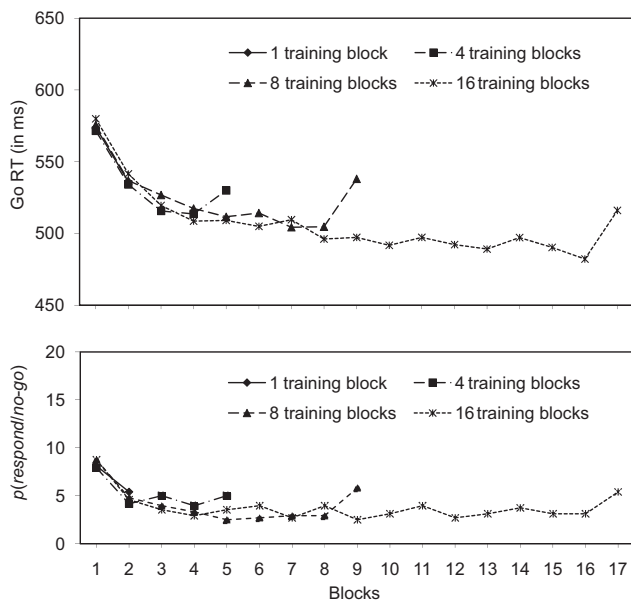 650
600
550
500
450
Go RT (in ms)
1 training block
4 training blocks
8 training blocks
16 training blocks
20
15
10
5
0
p(respond|no-go)
1 training block
4 training blocks
8 training blocks
16 training blocks
1 2 3 4 5 6 7 8 9 10 11 12 13 14 15 16 17
Blocks